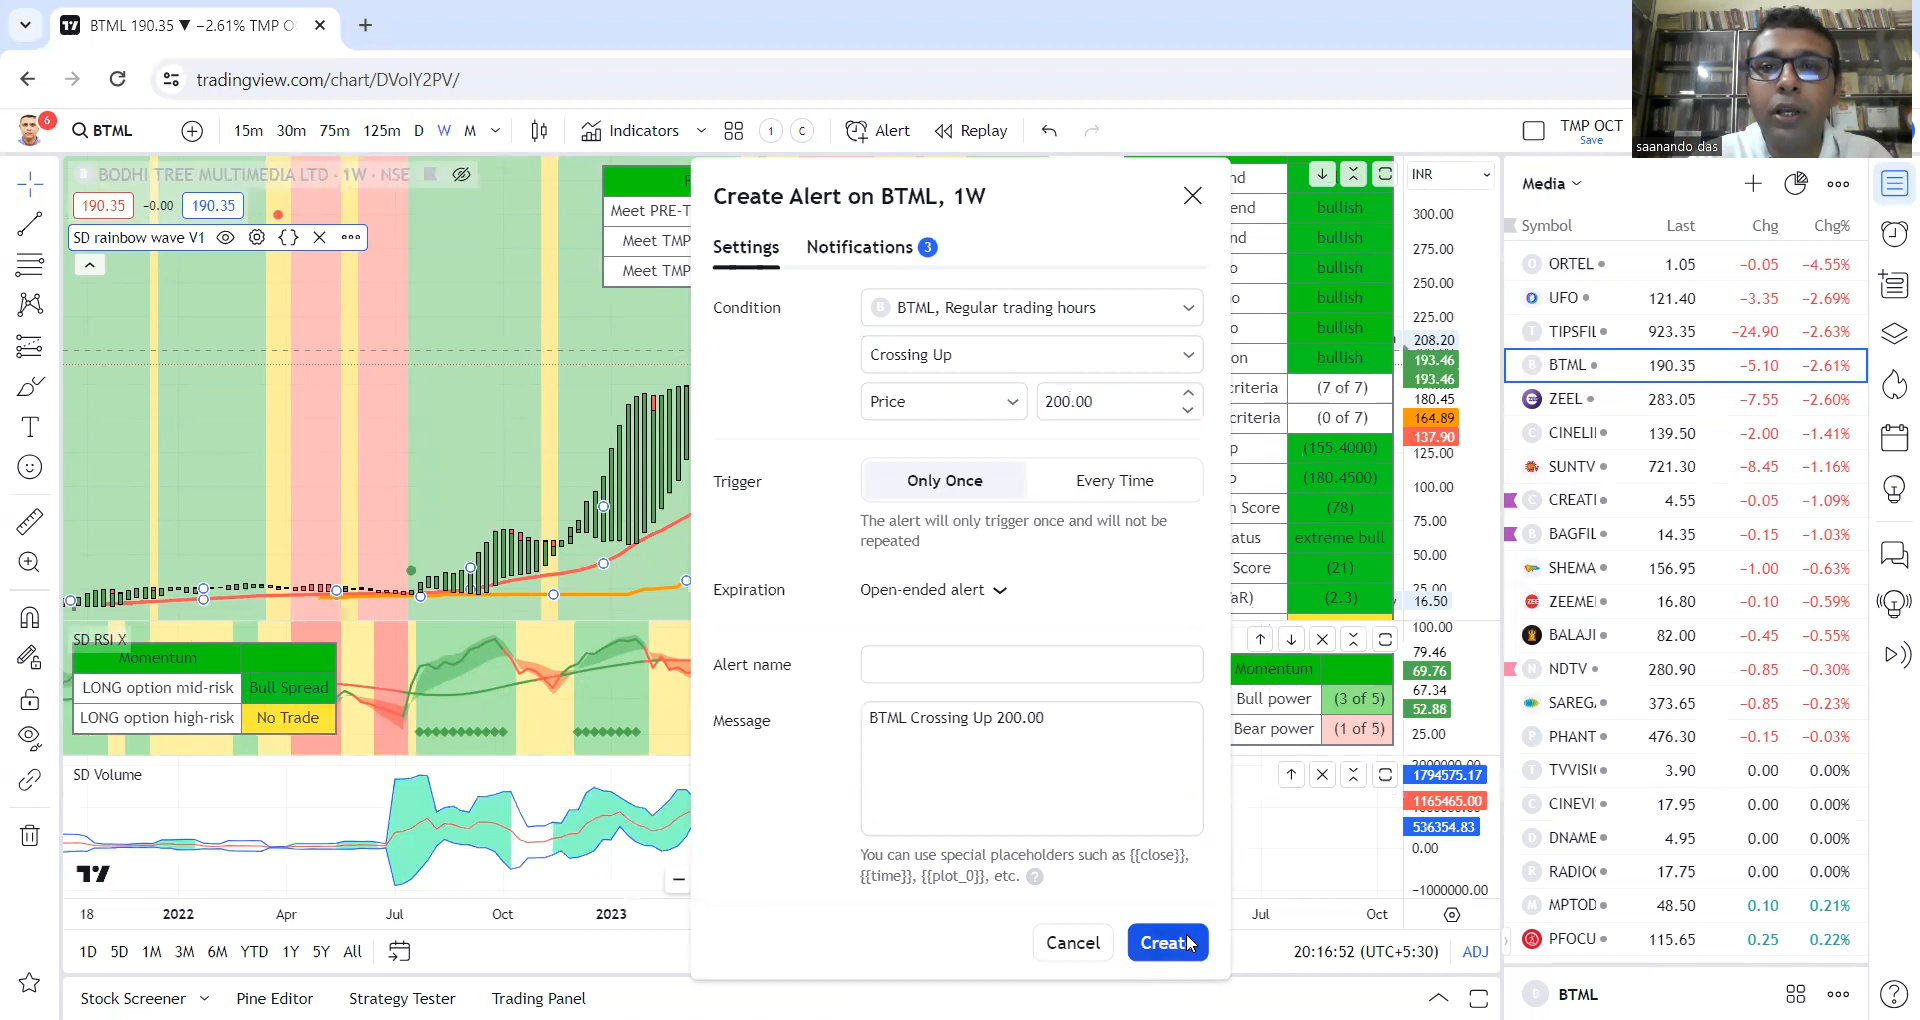 BTML 190.35 ▼ −2.61% TMP O
tradingview.com/chart/DVolY2PV/
saanando das
6
BTML
15m 30m 75m 125m D W M
Indicators
1
C
Alert
Replay
TMP OCT
Save
BODHI TREE MULTIMEDIA LTD · 1W · NSE
190.35 −0.00 190.35
SD rainbow wave V1
Meet PRE-T
Meet TMP
Meet TMP
SD RSI X
Momentum
LONG option mid-risk Bull Spread
LONG option high-risk No Trade
SD Volume
18 2022 Apr Jul Oct 2023
Create Alert on BTML, 1W
Settings Notifications 3
Condition BTML, Regular trading hours
Crossing Up
Price 200.00
Trigger Only Once Every Time
The alert will only trigger once and will not be
repeated
Expiration Open-ended alert
Alert name
Message BTML Crossing Up 200.00
You can use special placeholders such as {{close}},
{{time}}, {{plot_0}}, etc.
Cancel
nd
end bullish
nd bullish
o bullish
o bullish
o bullish
on bullish
criteria (7 of 7)
criteria (0 of 7)
p (155.4000)
o (180.4500)
n Score (78)
atus extreme bull
Score (21)
aR) (2.3)
Momentum
Bull power (3 of 5)
Bear power (1 of 5)
Jul Oct
INR
300.00
275.00
250.00
225.00
208.20
193.46
193.46
180.45
164.89
137.90
125.00
100.00
75.00
50.00
25.00
16.50
100.00
79.46
69.76
67.34
52.88
25.00
1794575.17
1165465.00
536354.83
0.00
−1000000.00
1D 5D 1M 3M 6M YTD 1Y 5Y All
20:16:52 (UTC+5:30) ADJ
Stock Screener Pine Editor Strategy Tester Trading Panel
Media
Symbol Last Chg Chg%
ORTEL 1.05 −0.05 −4.55%
UFO 121.40 −3.35 −2.69%
TIPSFIL 923.35 −24.90 −2.63%
BTML 190.35 −5.10 −2.61%
ZEEL 283.05 −7.55 −2.60%
CINELII 139.50 −2.00 −1.41%
SUNTV 721.30 −8.45 −1.16%
CREATI 4.55 −0.05 −1.09%
BAGFIL 14.35 −0.15 −1.03%
SHEMA 156.95 −1.00 −0.63%
ZEEMEI 16.80 −0.10 −0.59%
BALAJI 82.00 −0.45 −0.55%
NDTV 280.90 −0.85 −0.30%
SAREG 373.65 −0.85 −0.23%
PHANT 476.30 −0.15 −0.03%
TVVISI 3.90 0.00 0.00%
CINEVI 17.95 0.00 0.00%
DNAME 4.95 0.00 0.00%
RADIO 17.75 0.00 0.00%
MPTOD 48.50 0.10 0.21%
PFOCU 115.65 0.25 0.22%
BTML